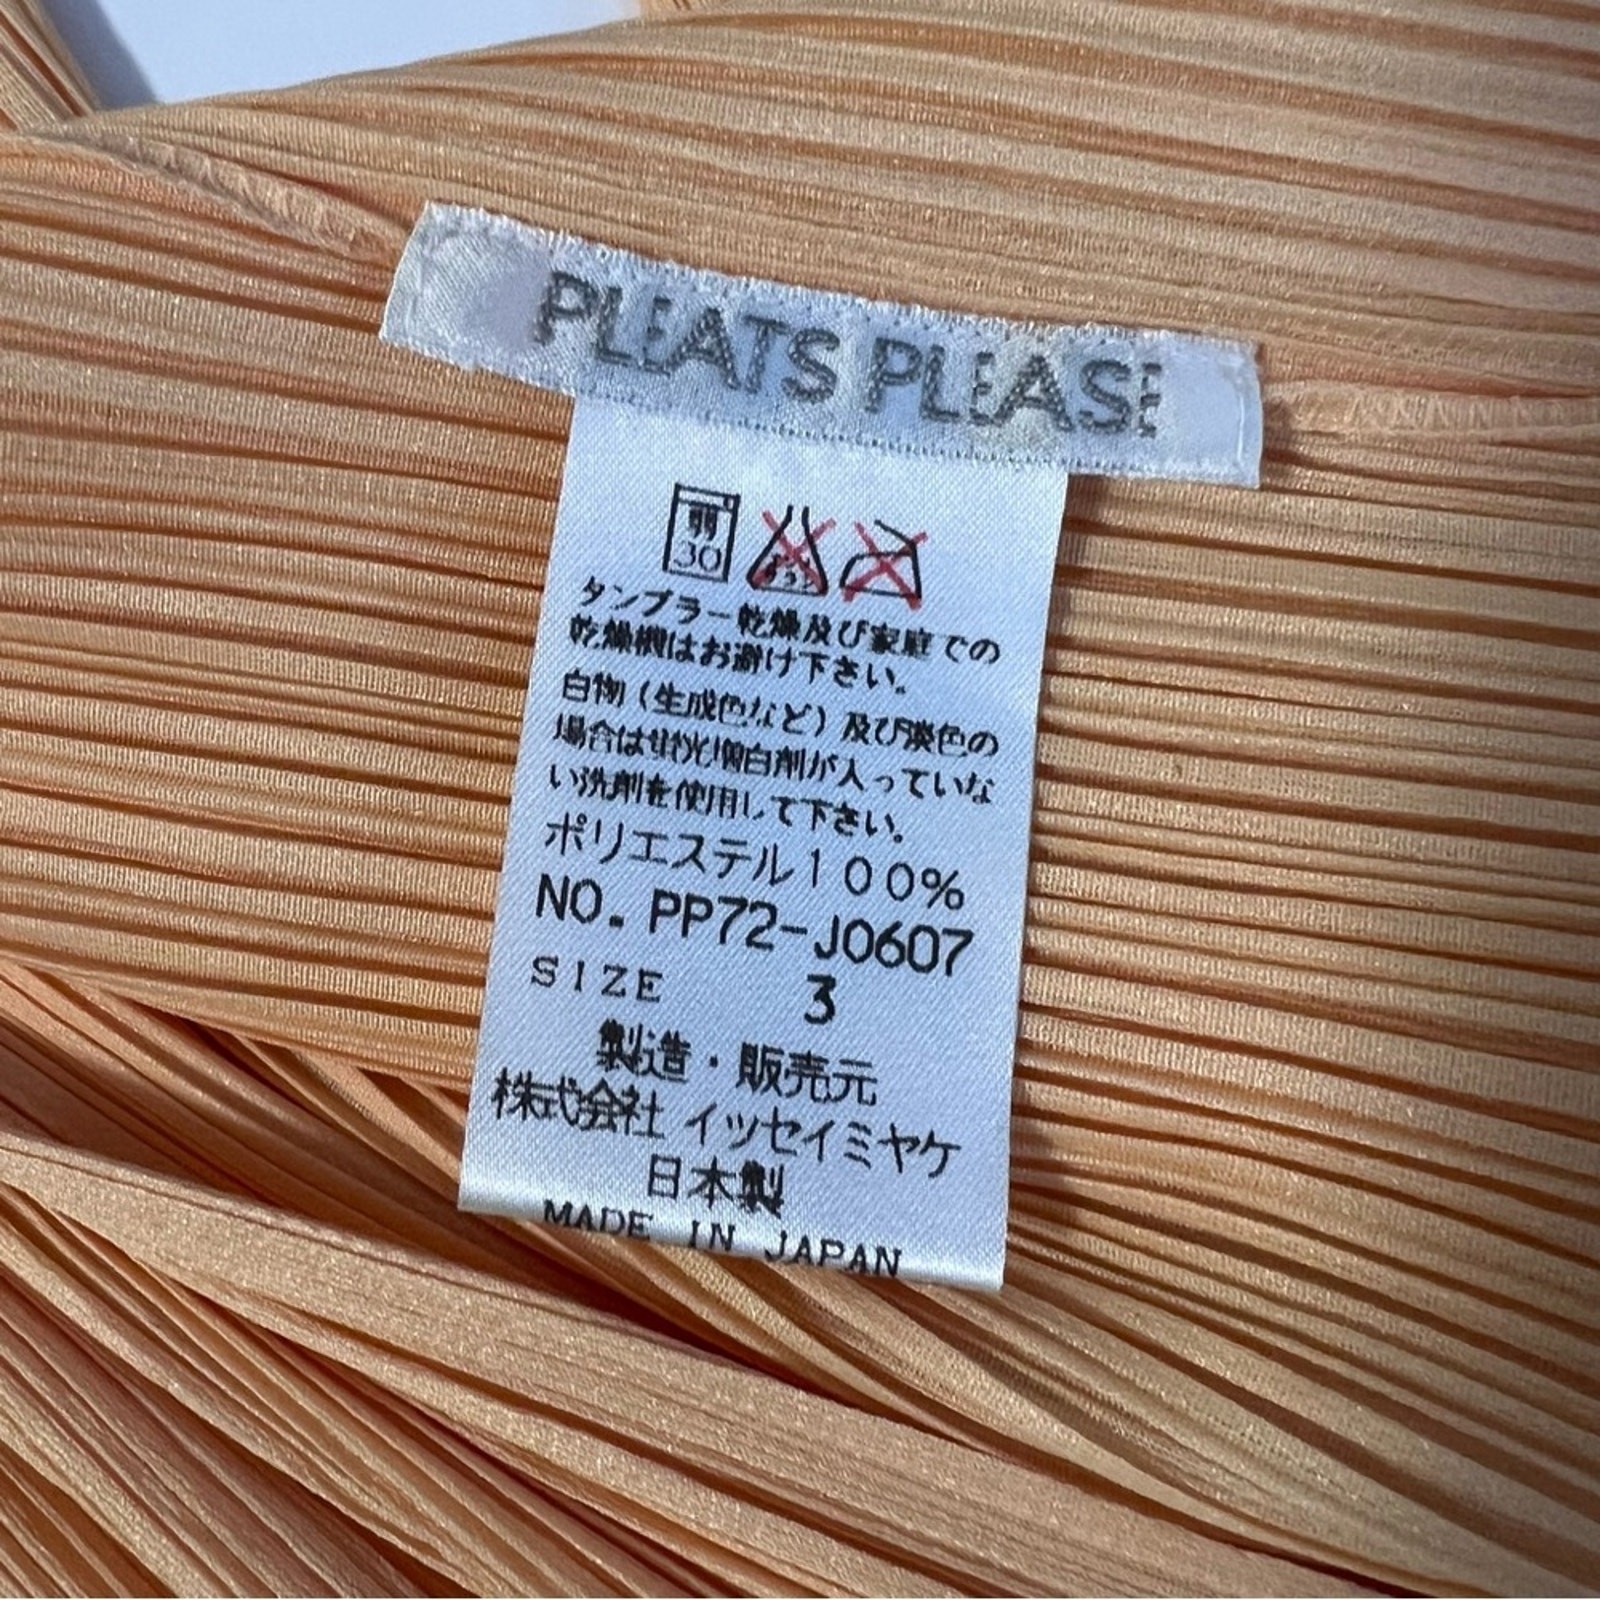 PLEATS PLEASE
弱
30
タンブラー乾燥及び家庭での
乾燥機はお避け下さい。
白物(生成色など)及び淡色の
場合は蛍光増白剤が入っていな
い洗剤を使用して下さい。
ポリエステル100%
NO. PP72-J0607
SIZE 3
製造・販売元
株式会社 イッセイミヤケ
日本製
MADE IN JAPAN